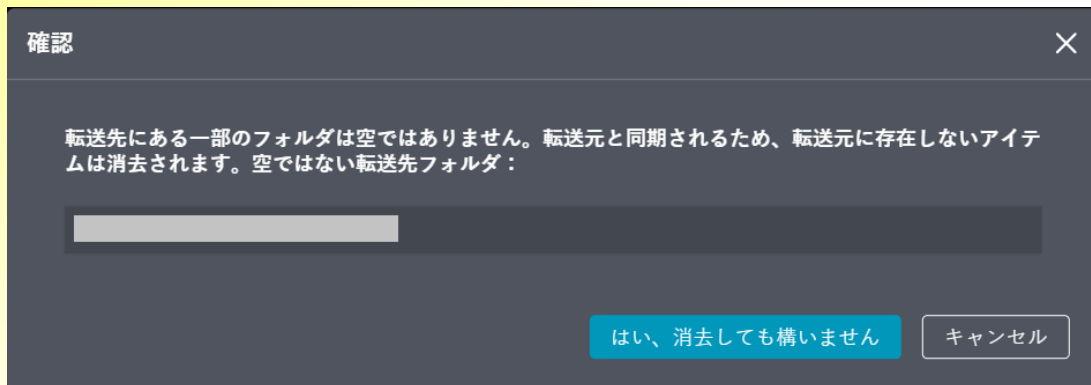 確認
転送先にある一部のフォルダは空ではありません。転送元と同期されるため、転送元に存在しないアイテ
ムは消去されます。空ではない転送先フォルダ：
はい、消去しても構いません
キャンセル